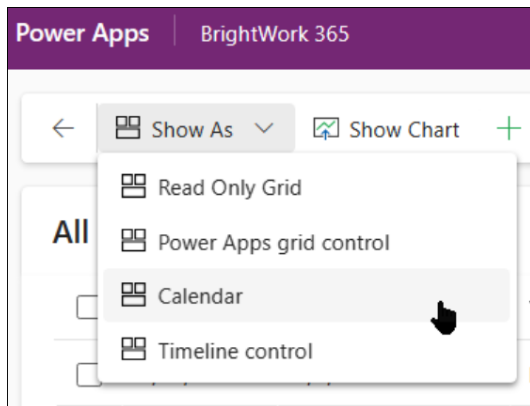 Power Apps BrightWork 365
Show As Show Chart
Read Only Grid
All
Power Apps grid control
Calendar
Timeline control